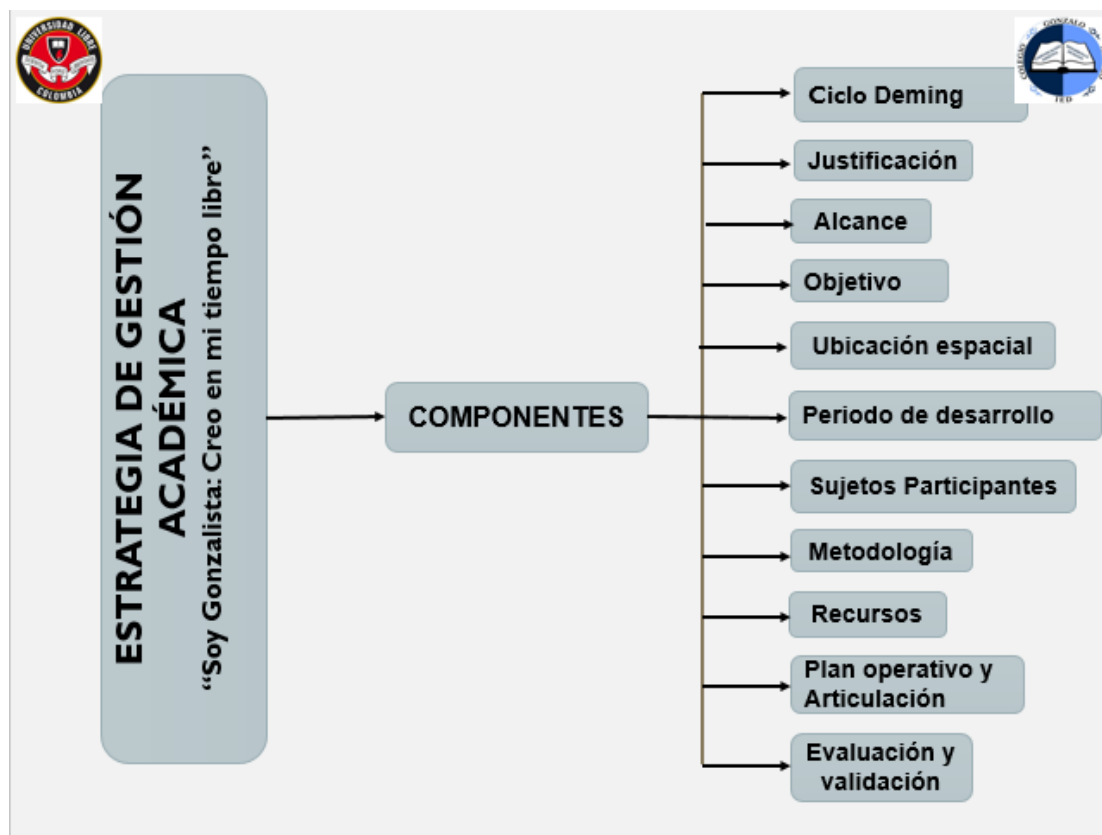 UNIVERSIDAD LIBRE
COLOMBIA
COLEGIO GONZALO
IED
ESTRATEGIA DE GESTIÓN
ACADÉMICA
“Soy Gonzalista: Creo en mi tiempo libre”
COMPONENTES
Ciclo Deming
Justificación
Alcance
Objetivo
Ubicación espacial
Periodo de desarrollo
Sujetos Participantes
Metodología
Recursos
Plan operativo y
Articulación
Evaluación y
validación